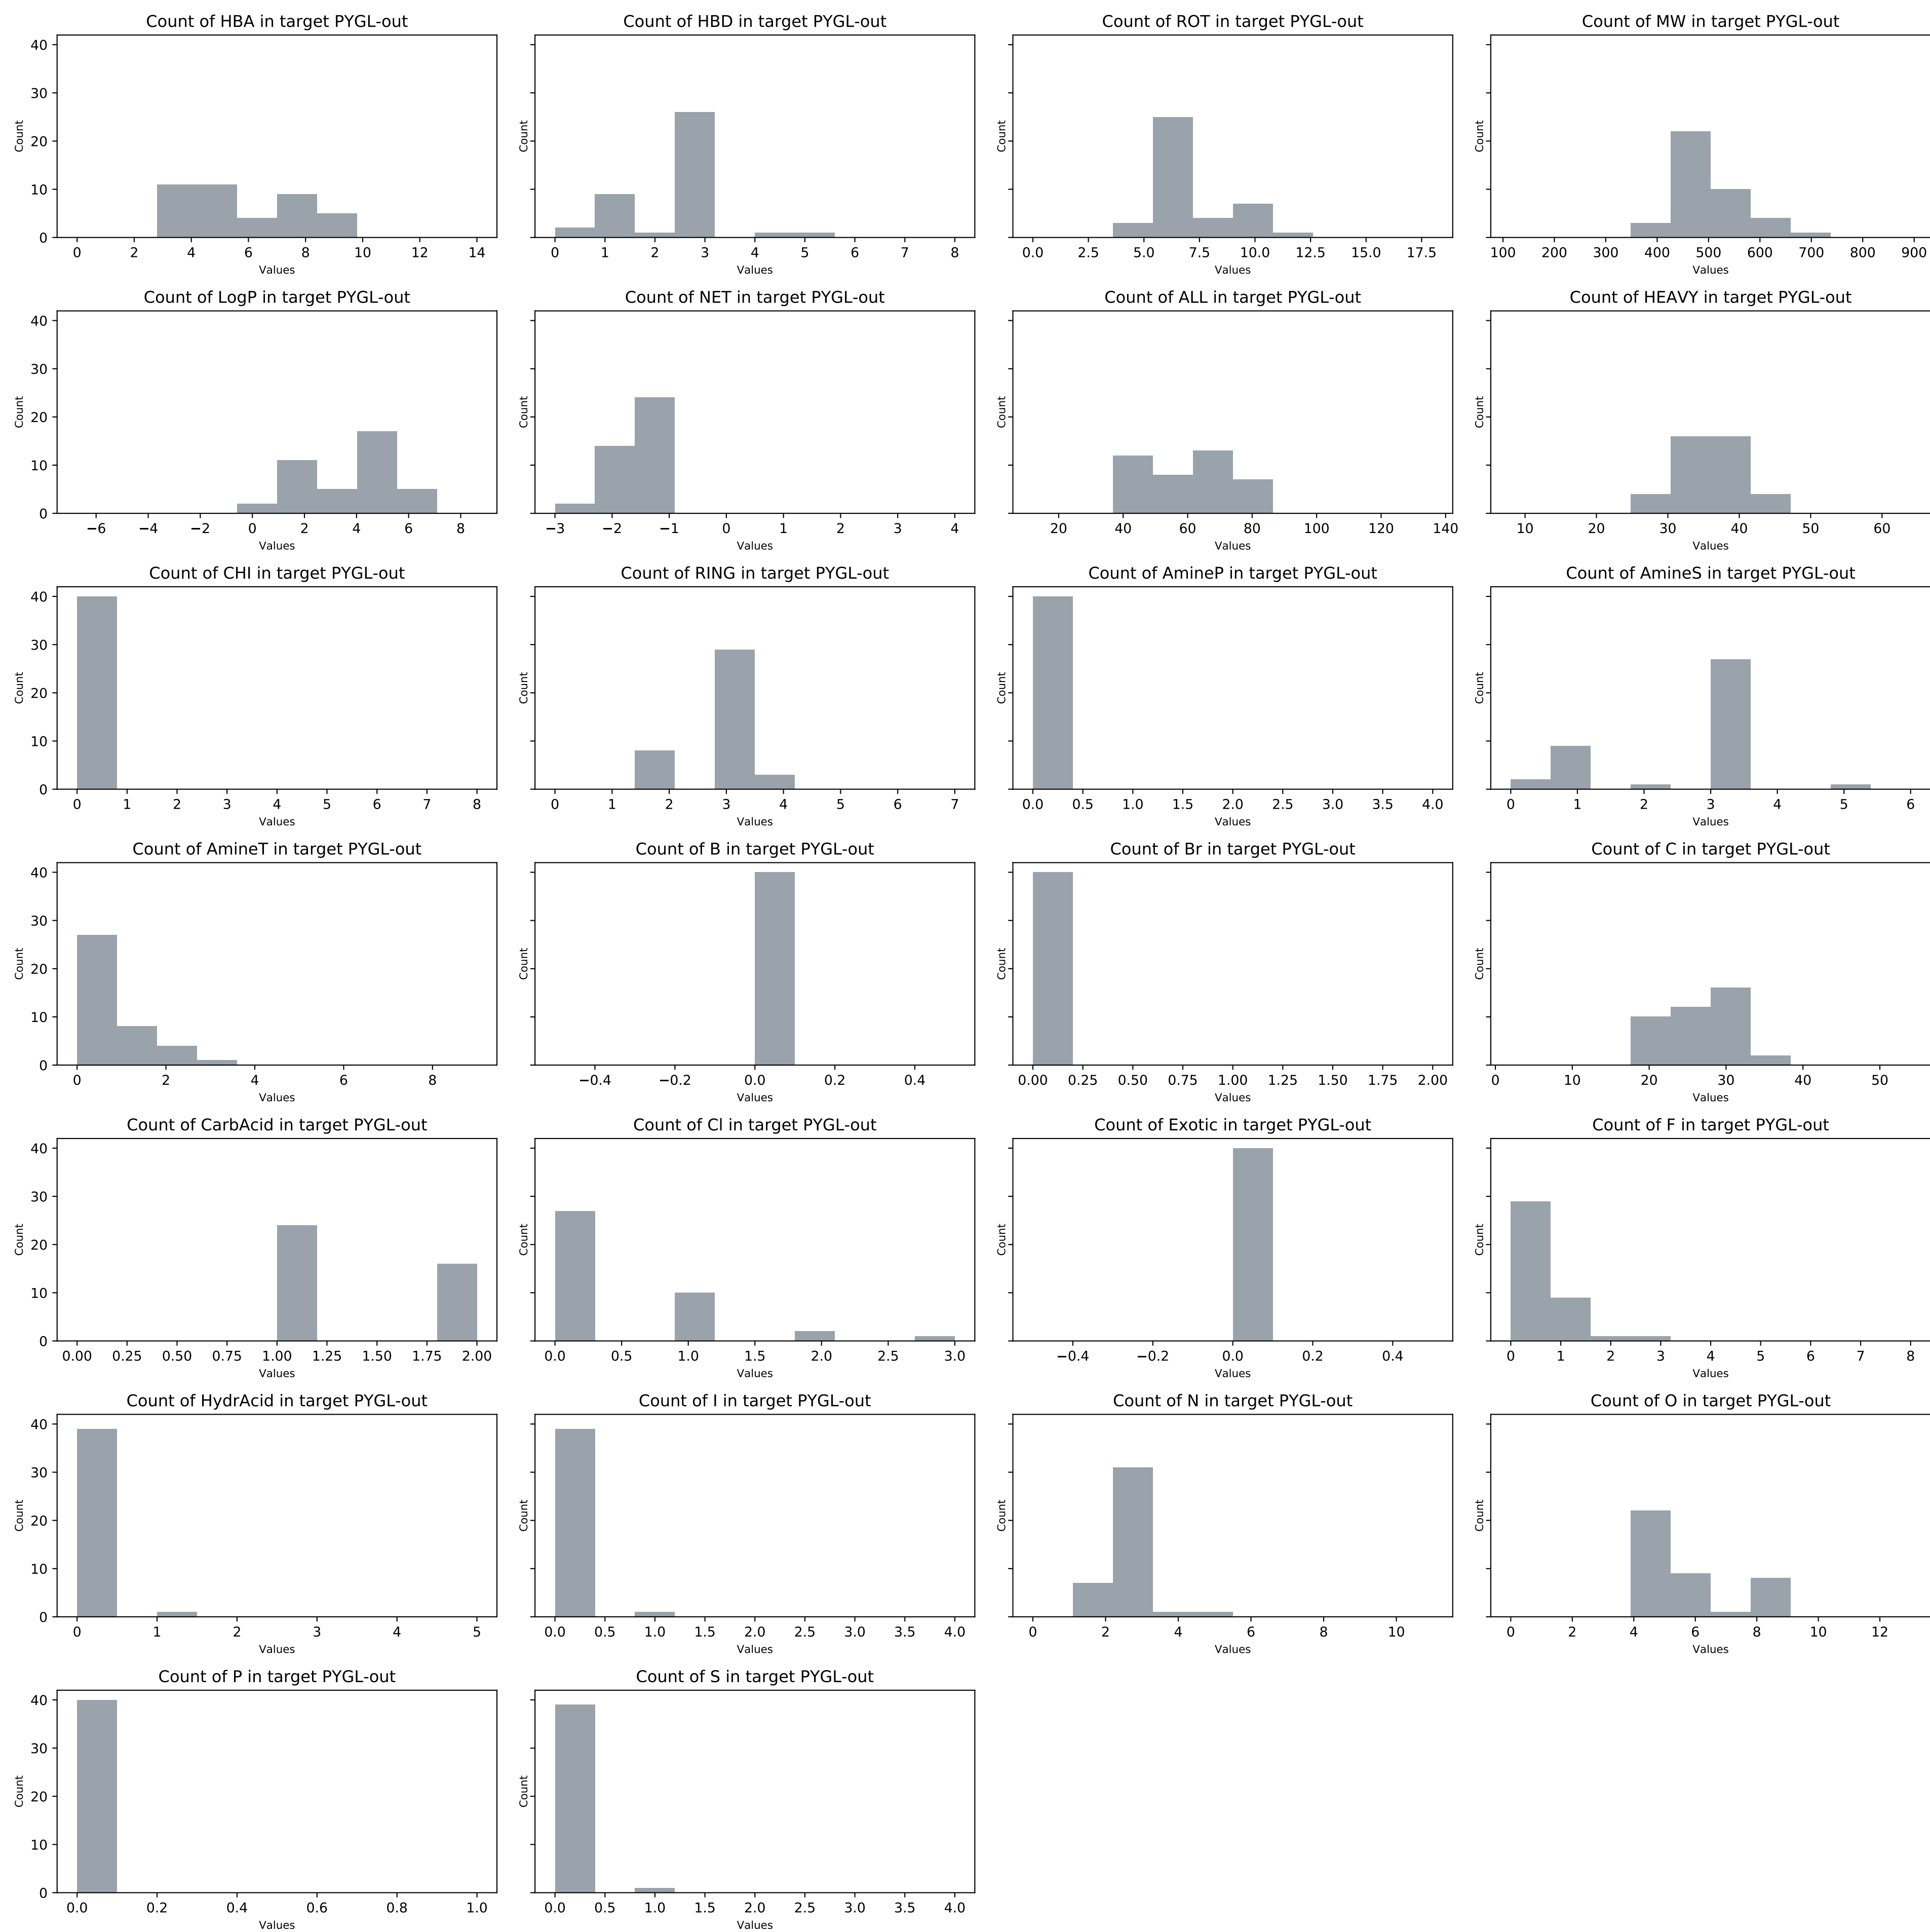 Count of HBA in target PYGL-out
Count
40
30
20
10
0
0 2 4 6 8 10 12 14
Values
Count of HBD in target PYGL-out
Count
0 1 2 3 4 5 6 7 8
Values
Count of ROT in target PYGL-out
Count
0.0 2.5 5.0 7.5 10.0 12.5 15.0 17.5
Values
Count of MW in target PYGL-out
Count
100 200 300 400 500 600 700 800 900
Values
Count of LogP in target PYGL-out
Count
40
30
20
10
0
−6 −4 −2 0 2 4 6 8
Values
Count of NET in target PYGL-out
Count
−3 −2 −1 0 1 2 3 4
Values
Count of ALL in target PYGL-out
Count
20 40 60 80 100 120 140
Values
Count of HEAVY in target PYGL-out
Count
10 20 30 40 50 60
Values
Count of CHI in target PYGL-out
Count
40
30
20
10
0
0 1 2 3 4 5 6 7 8
Values
Count of RING in target PYGL-out
Count
0 1 2 3 4 5 6 7
Values
Count of AmineP in target PYGL-out
Count
0.0 0.5 1.0 1.5 2.0 2.5 3.0 3.5 4.0
Values
Count of AmineS in target PYGL-out
Count
0 1 2 3 4 5 6
Values
Count of AmineT in target PYGL-out
Count
40
30
20
10
0
0 2 4 6 8
Values
Count of B in target PYGL-out
Count
−0.4 −0.2 0.0 0.2 0.4
Values
Count of Br in target PYGL-out
Count
0.00 0.25 0.50 0.75 1.00 1.25 1.50 1.75 2.00
Values
Count of C in target PYGL-out
Count
0 10 20 30 40 50
Values
Count of CarbAcid in target PYGL-out
Count
40
30
20
10
0
0.00 0.25 0.50 0.75 1.00 1.25 1.50 1.75 2.00
Values
Count of Cl in target PYGL-out
Count
0.0 0.5 1.0 1.5 2.0 2.5 3.0
Values
Count of Exotic in target PYGL-out
Count
−0.4 −0.2 0.0 0.2 0.4
Values
Count of F in target PYGL-out
Count
0 1 2 3 4 5 6 7 8
Values
Count of HydrAcid in target PYGL-out
Count
40
30
20
10
0
0 1 2 3 4 5
Values
Count of I in target PYGL-out
Count
0.0 0.5 1.0 1.5 2.0 2.5 3.0 3.5 4.0
Values
Count of N in target PYGL-out
Count
0 2 4 6 8 10
Values
Count of O in target PYGL-out
Count
0 2 4 6 8 10 12
Values
Count of P in target PYGL-out
Count
40
30
20
10
0
0.0 0.2 0.4 0.6 0.8 1.0
Values
Count of S in target PYGL-out
Count
0.0 0.5 1.0 1.5 2.0 2.5 3.0 3.5 4.0
Values